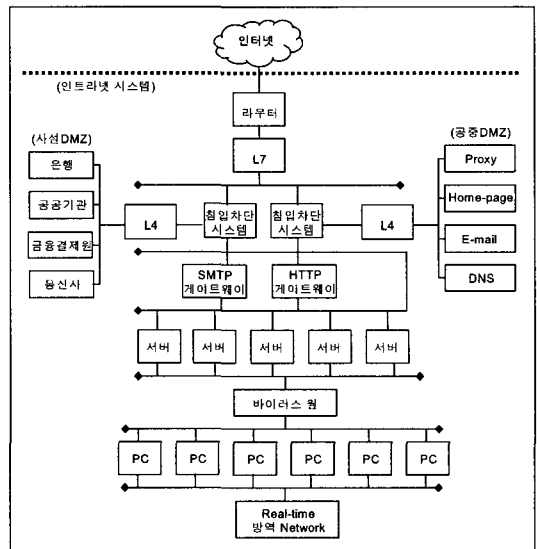 인터넷
(인트라넷 시스템)
라우터
L7
(사설DMZ)
은행
공공기관
금융결제원
통신사
L4
침입차단
시스템
침입차단
시스템
L4
(공중DMZ)
Proxy
Home-page
E-mail
DNS
SMTP
게이트웨이
HTTP
게이트웨이
서버
서버
서버
서버
서버
바이러스 월
PC
PC
PC
PC
PC
PC
Real-time
방역 Network